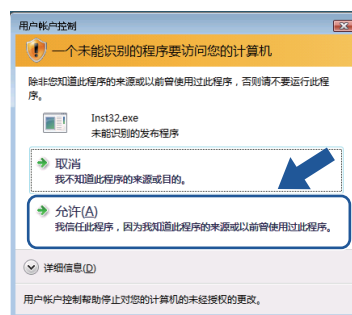 用户帐户控制
一个未能识别的程序要访问您的计算机
除非您知道此程序的来源或以前曾使用过此程序，否则请不要运行此程
序。
Inst32.exe
未能识别的发布程序
取消
我不知道此程序的来源或目的。
允许(A)
我信任此程序，因为我知道此程序的来源或以前曾使用过此程序。
详细信息(D)
用户帐户控制帮助停止对您的计算机的未经授权的更改。